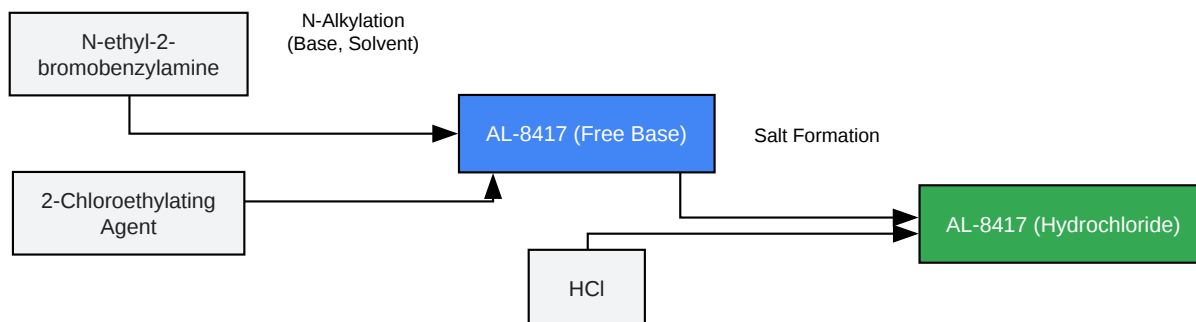 N-ethyl-2-
bromobenzylamine
N-Alkylation
(Base, Solvent)
AL-8417 (Free Base)
Salt Formation
2-Chloroethylating
Agent
AL-8417 (Hydrochloride)
HCl